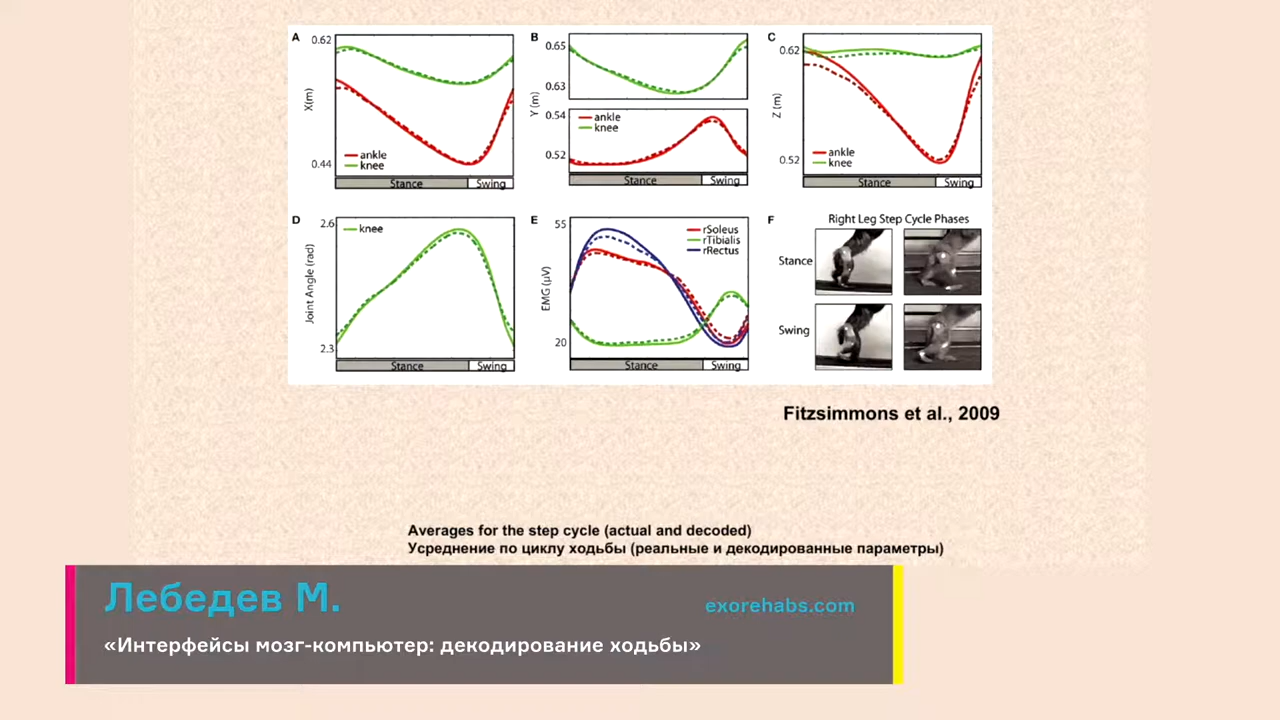 A
0.62
X(m)
0.44
ankle
knee
Stance
Swing
B
0.65
0.63
Y (m)
0.54
0.52
ankle
knee
Stance
Swing
C
0.62
Z (m)
0.52
ankle
knee
Stance
Swing
D
2.6
Joint Angle (rad)
2.3
knee
Stance
Swing
E
55
EMG (μV)
20
rSoleus
rTibialis
rRectus
Stance
Swing
F
Right Leg Step Cycle Phases
Stance
Swing
Fitzsimmons et al., 2009
Averages for the step cycle (actual and decoded)
Усреднение по циклу ходьбы (реальные и декодированные параметры)
Лебедев М.
exorehabs.com
«Интерфейсы мозг-компьютер: декодирование ходьбы»